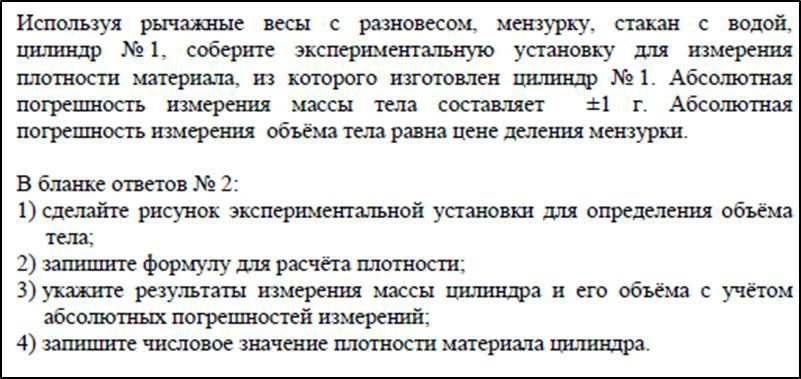 Используя рычажные весы с разновесом, мензурку, стакан с водой,
цилиндр № 1, соберите экспериментальную установку для измерения
плотности материала, из которого изготовлен цилиндр № 1. Абсолютная
погрешность измерения массы тела составляет ±1 г. Абсолютная
погрешность измерения объёма тела равна цене деления мензурки.
В бланке ответов № 2:
1) сделайте рисунок экспериментальной установки для определения объёма
тела;
2) запишите формулу для расчёта плотности;
3) укажите результаты измерения массы цилиндра и его объёма с учётом
абсолютных погрешностей измерений;
4) запишите числовое значение плотности материала цилиндра.